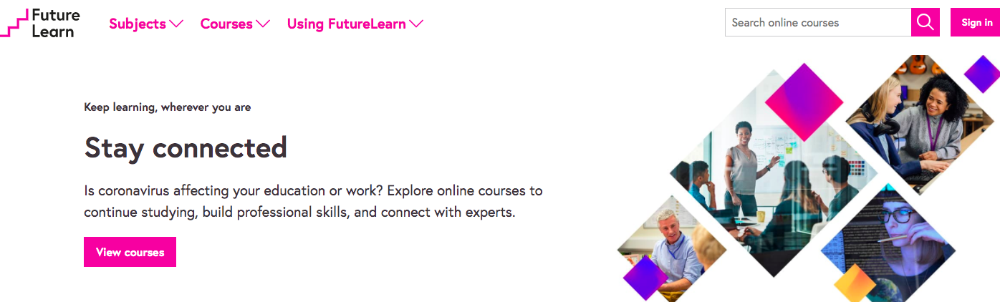 Future
Learn
Subjects
Courses
Using FutureLearn
Search online courses
Sign in
Keep learning, wherever you are
Stay connected
Is coronavirus affecting your education or work? Explore online courses to
continue studying, build professional skills, and connect with experts.
View courses